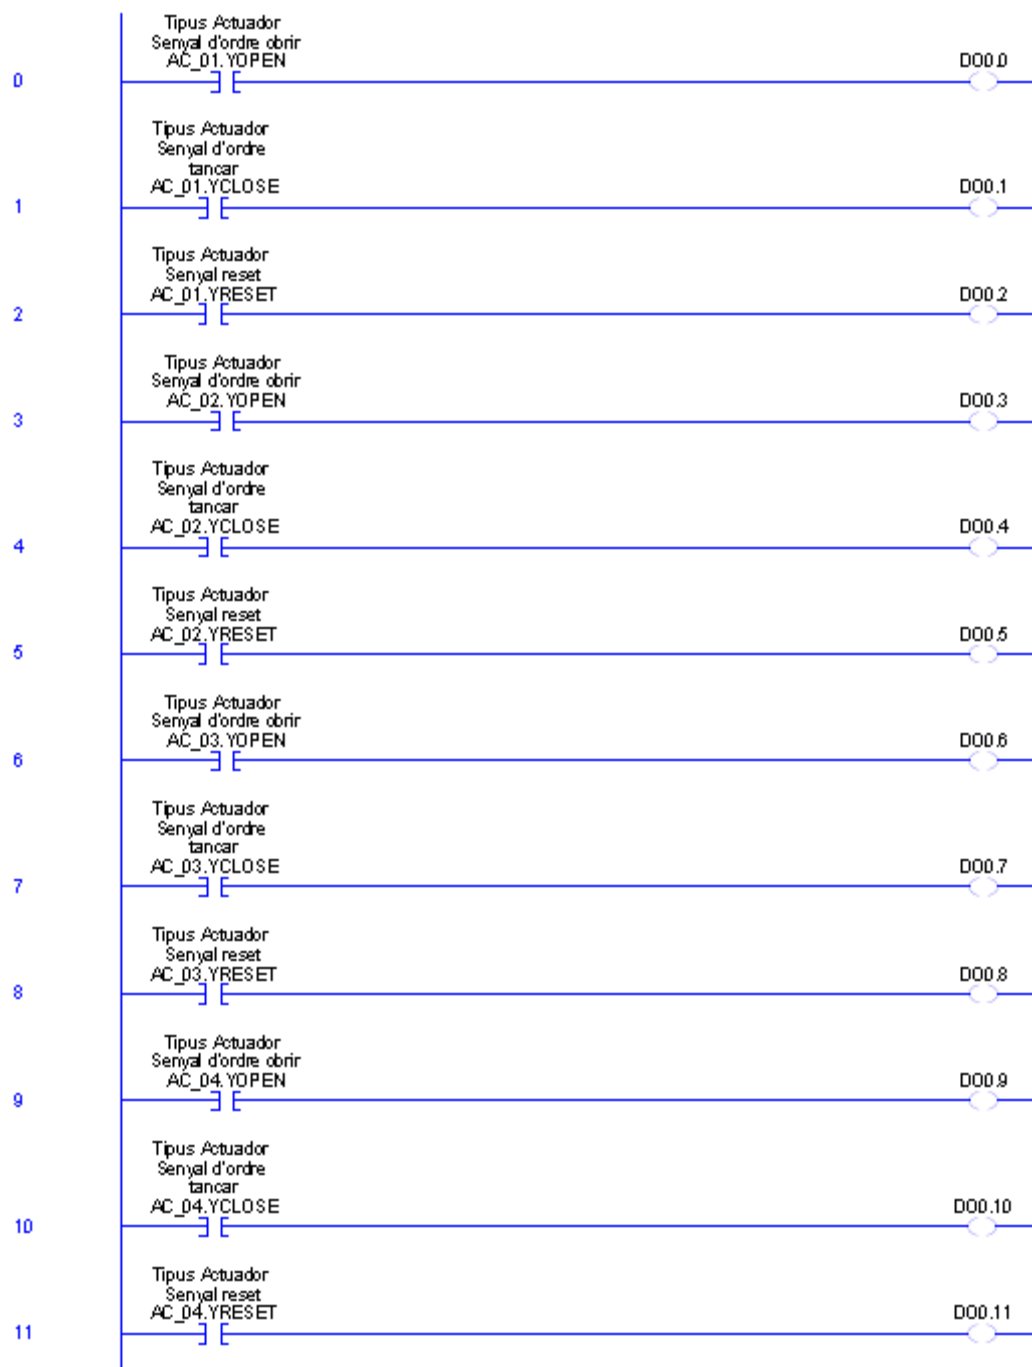 Tipus Actuador
Senyal d'ordre obrir
AC_01.YOPEN
DO0.0
0
Tipus Actuador
Senyal d'ordre
tancar
AC_01.YCLOSE
DO0.1
1
Tipus Actuador
Senyal reset
AC_01.YRESET
DO0.2
2
Tipus Actuador
Senyal d'ordre obrir
AC_02.YOPEN
DO0.3
3
Tipus Actuador
Senyal d'ordre
tancar
AC_02.YCLOSE
DO0.4
4
Tipus Actuador
Senyal reset
AC_02.YRESET
DO0.5
5
Tipus Actuador
Senyal d'ordre obrir
AC_03.YOPEN
DO0.6
6
Tipus Actuador
Senyal d'ordre
tancar
AC_03.YCLOSE
DO0.7
7
Tipus Actuador
Senyal reset
AC_03.YRESET
DO0.8
8
Tipus Actuador
Senyal d'ordre obrir
AC_04.YOPEN
DO0.9
9
Tipus Actuador
Senyal d'ordre
tancar
AC_04.YCLOSE
DO0.10
10
Tipus Actuador
Senyal reset
AC_04.YRESET
DO0.11
11